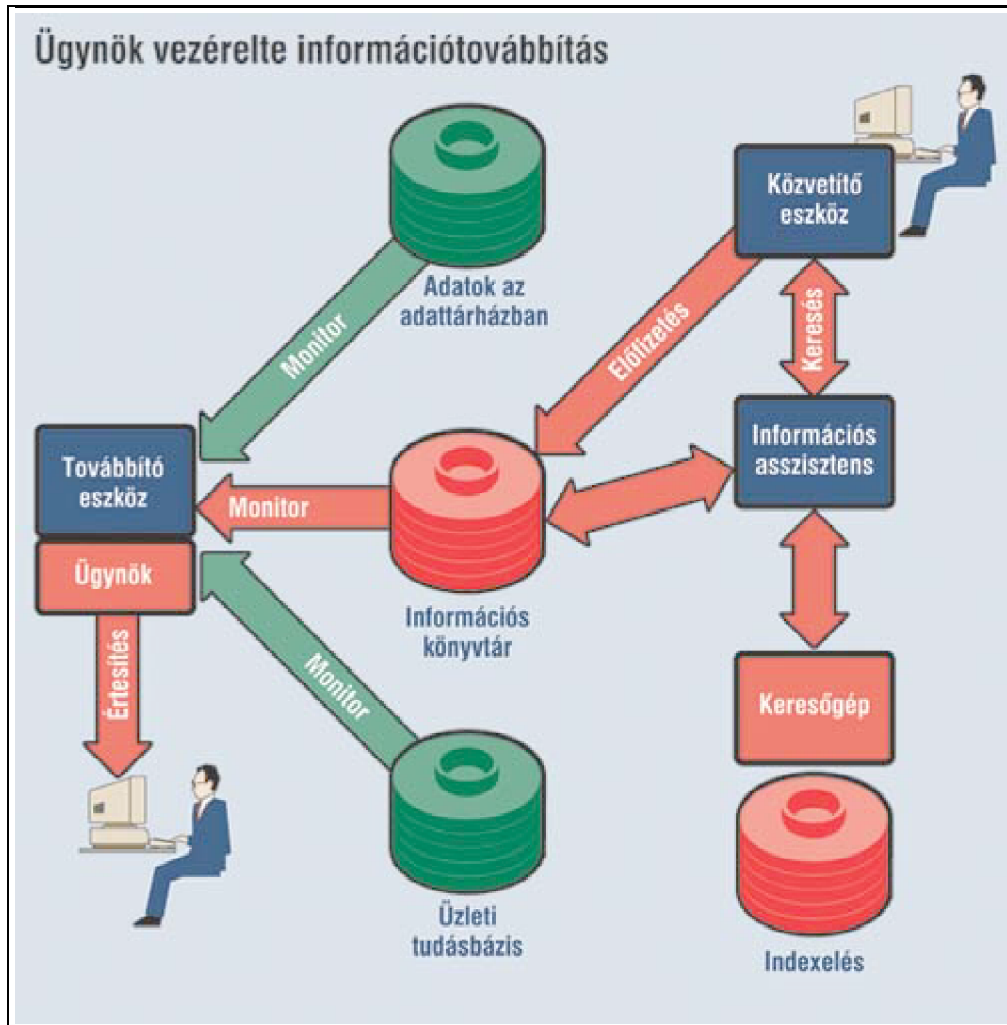 Ügynök vezérelte információtovábbítás
Közvetítő
eszköz
Adatok az
adattárházban
Monitor
Előfizetés
Keresés
Továbbító
eszköz
Információs
asszisztens
Monitor
Ügynök
Információs
könyvtár
Értesítés
Monitor
Keresőgép
Üzleti
tudásbázis
Indexelés